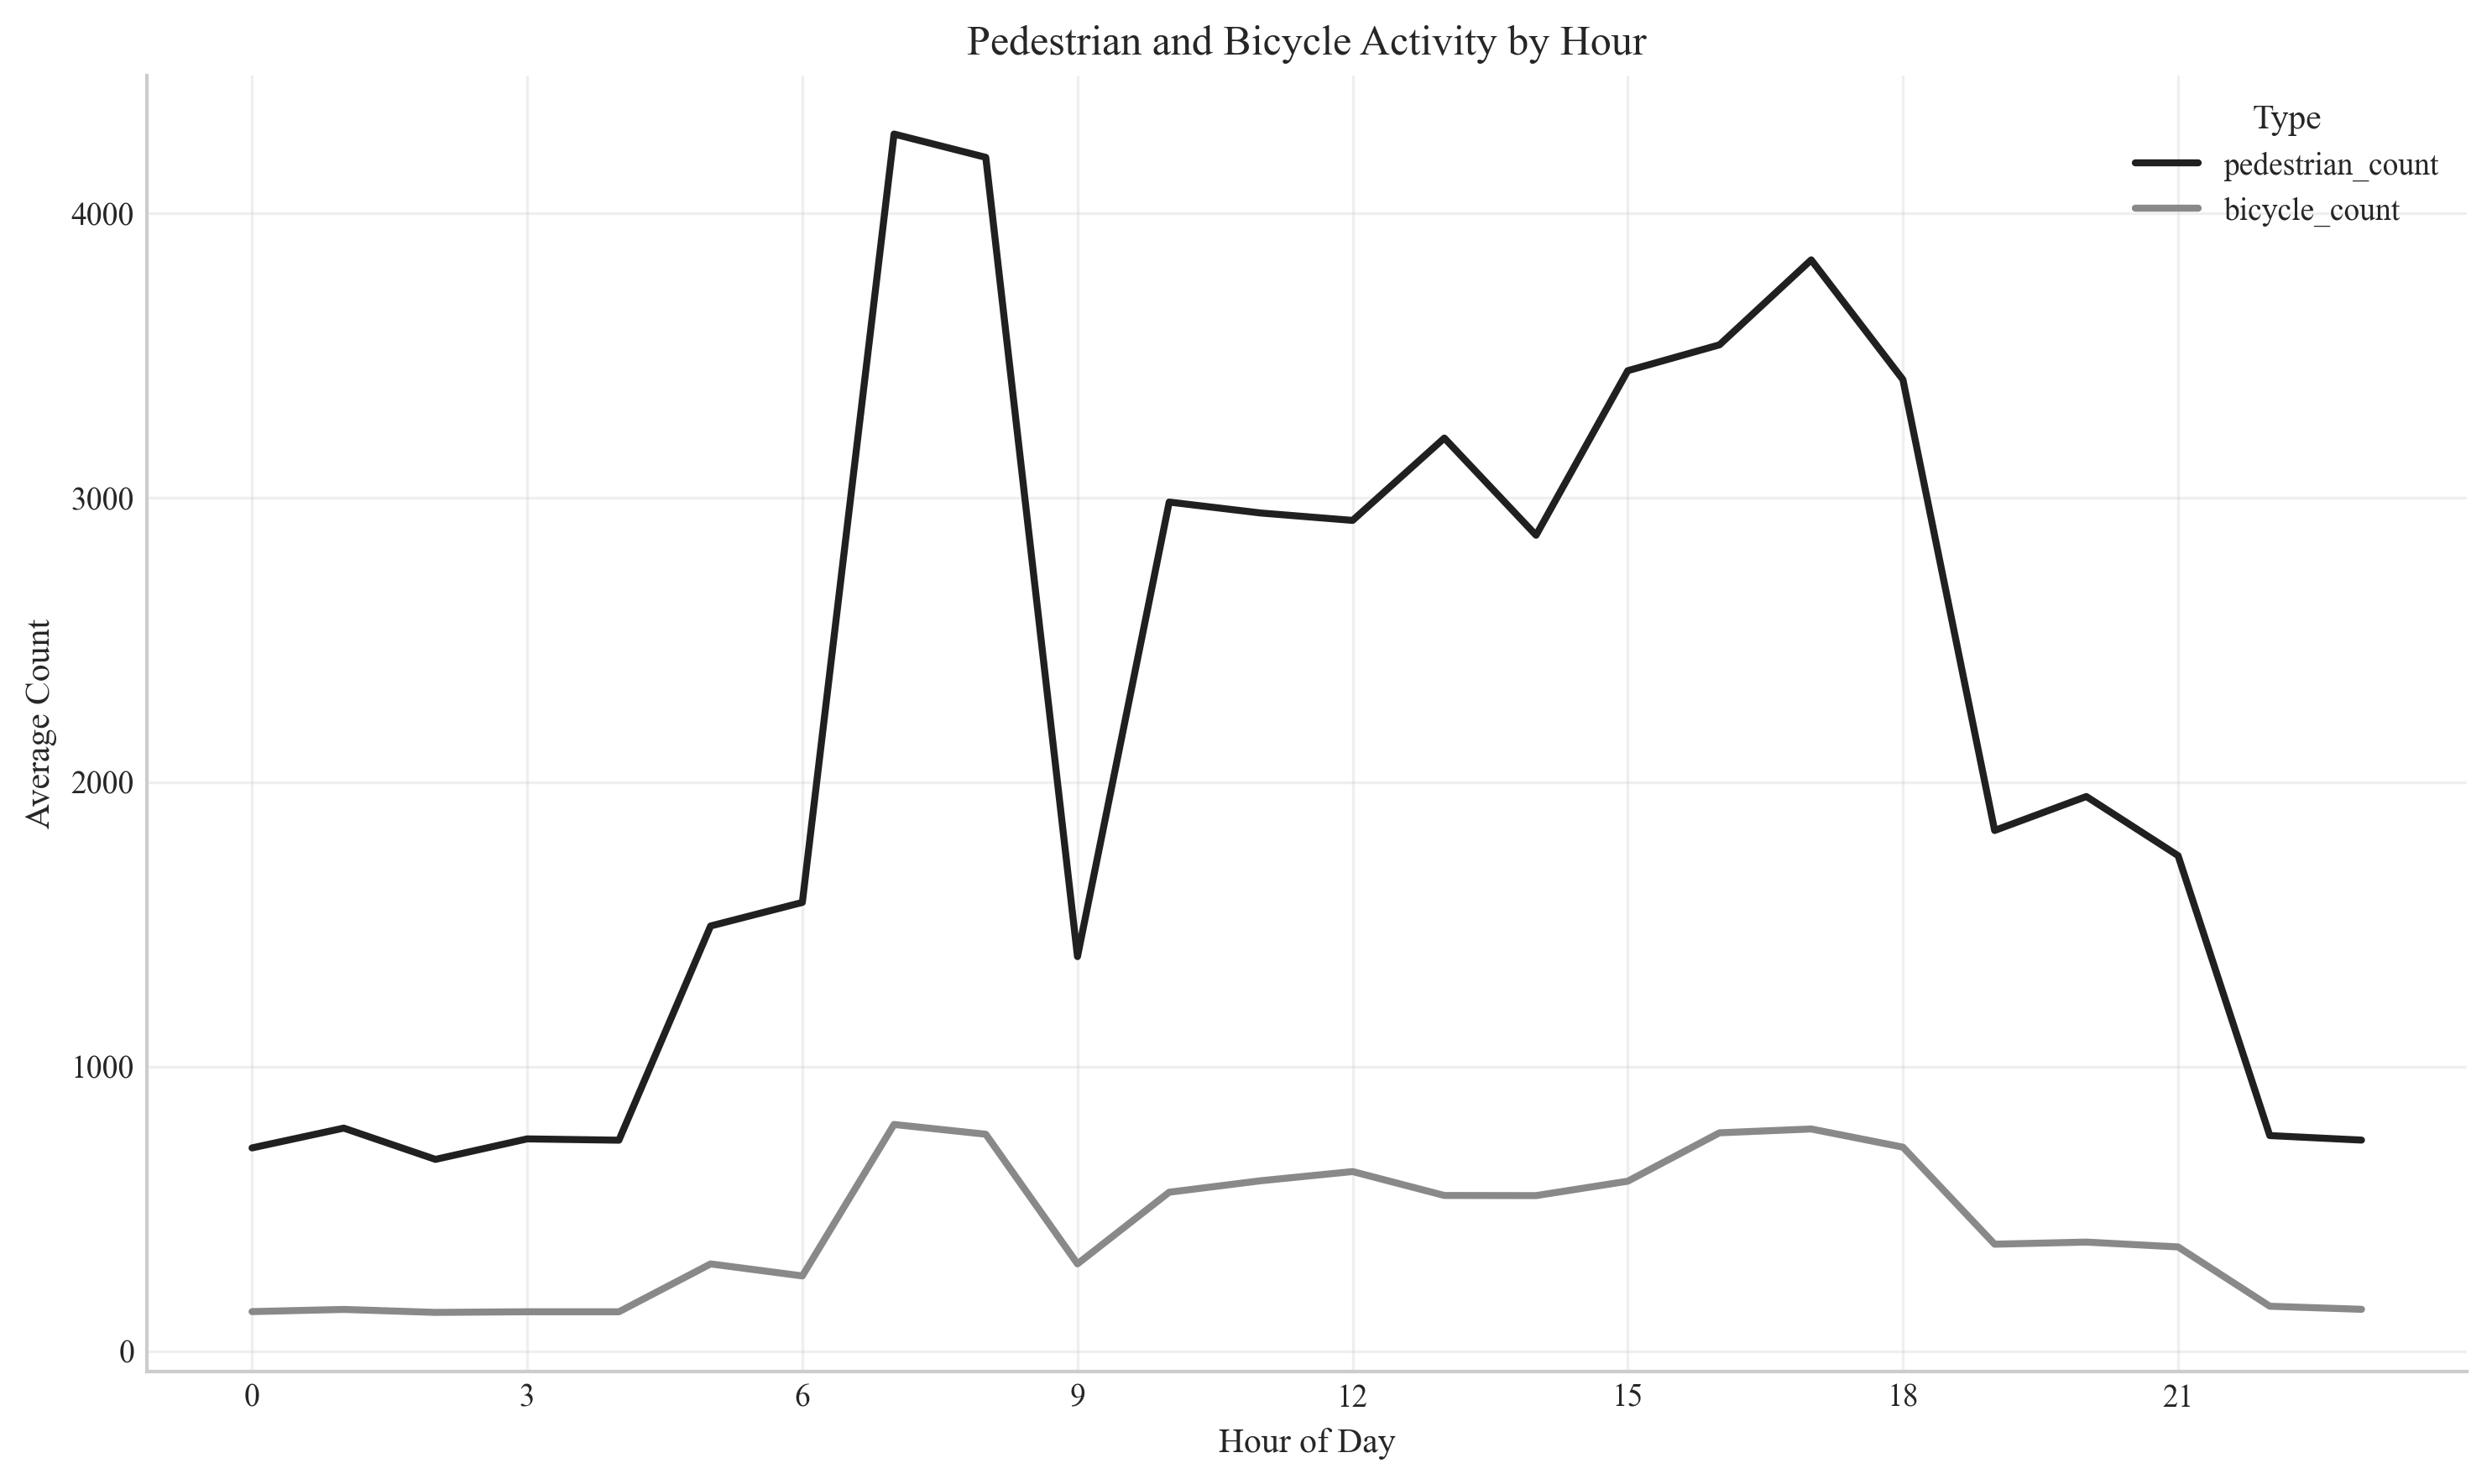 Pedestrian and Bicycle Activity by Hour
Type
pedestrian_count
bicycle_count
Average Count
4000
3000
2000
1000
0
0 3 6 9 12 15 18 21
Hour of Day